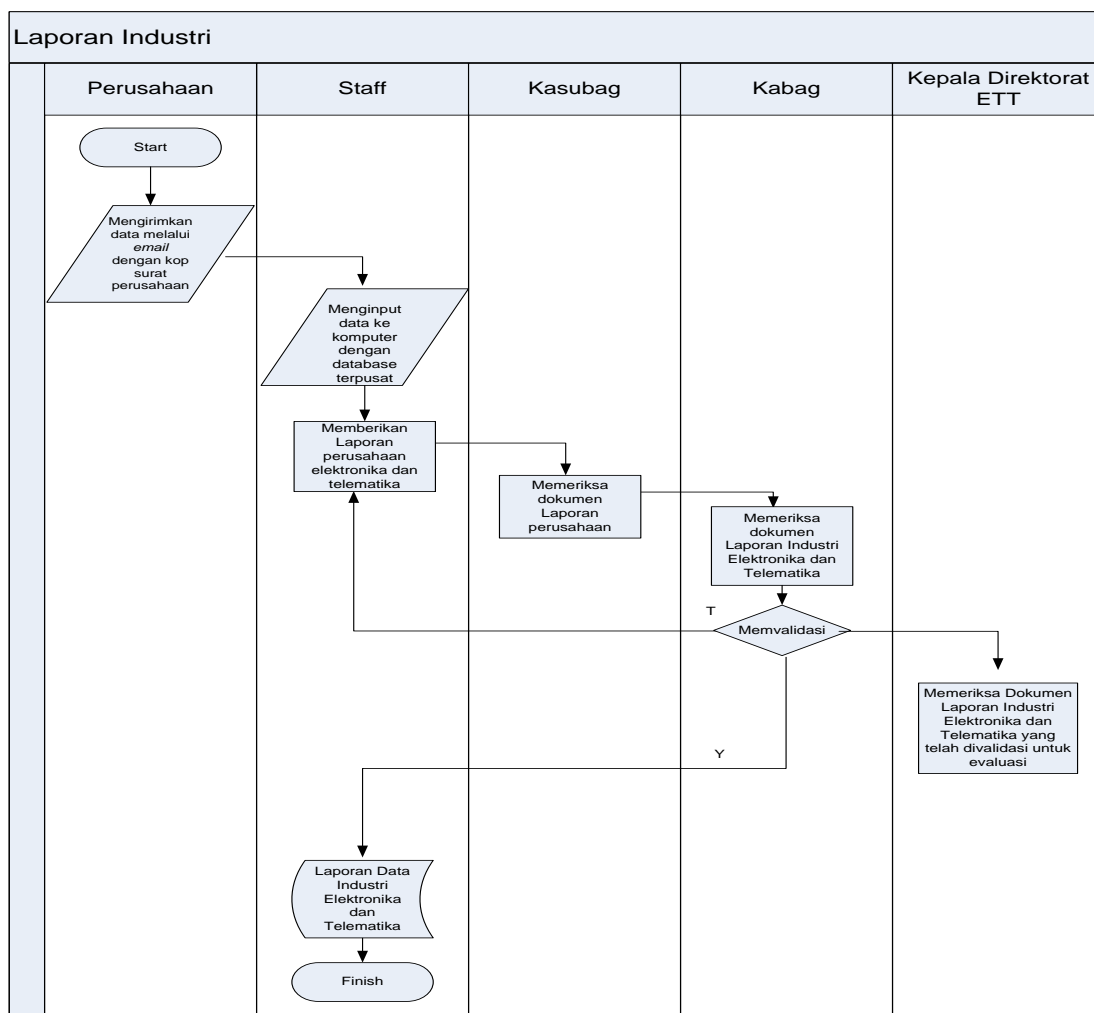 Laporan Industri
Perusahaan
Staff
Kasubag
Kabag
Kepala Direktorat
ETT
Start
Mengirimkan
data melalui
email
dengan kop
surat
perusahaan
Menginput
data ke
komputer
dengan
database
terpusat
Memberikan
Laporan
perusahaan
elektronika dan
telematika
Memeriksa
dokumen
Laporan
perusahaan
Memeriksa
dokumen
Laporan Industri
Elektronika dan
Telematika
T
Memvalidasi
Memeriksa Dokumen
Laporan Industri
Elektronika dan
Telematika yang
telah divalidasi untuk
evaluasi
Y
Laporan Data
Industri
Elektronika
dan
Telematika
Finish